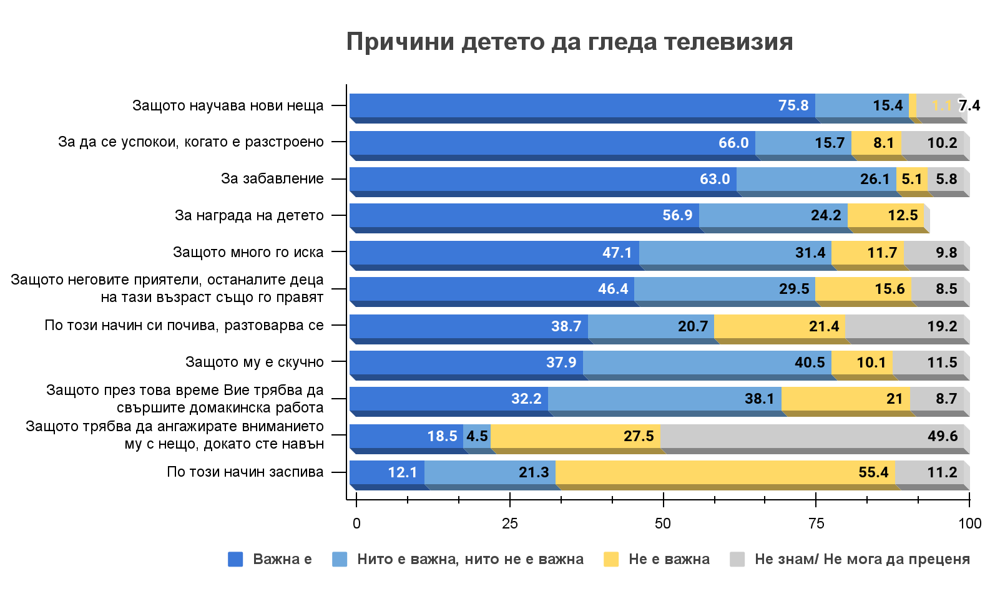 Причини детето да гледа телевизия
Защото научава нови неща 75.8 15.4 1.1 7.4
За да се успокои, когато е разстроено 66.0 15.7 8.1 10.2
За забавление 63.0 26.1 5.1 5.8
За награда на детето 56.9 24.2 12.5
Защото много го иска 47.1 31.4 11.7 9.8
Защото неговите приятели, останалите деца
на тази възраст също го правят 46.4 29.5 15.6 8.5
По този начин си почива, разтоварва се 38.7 20.7 21.4 19.2
Защото му е скучно 37.9 40.5 10.1 11.5
Защото през това време Вие трябва да
свършите домакинска работа 32.2 38.1 21 8.7
Защото трябва да ангажирате вниманието
му с нещо, докато сте навън 18.5 4.5 27.5 49.6
По този начин заспива 12.1 21.3 55.4 11.2
0 25 50 75 100
Важна е Нито е важна, нито не е важна Не е важна Не знам/ Не мога да преценя